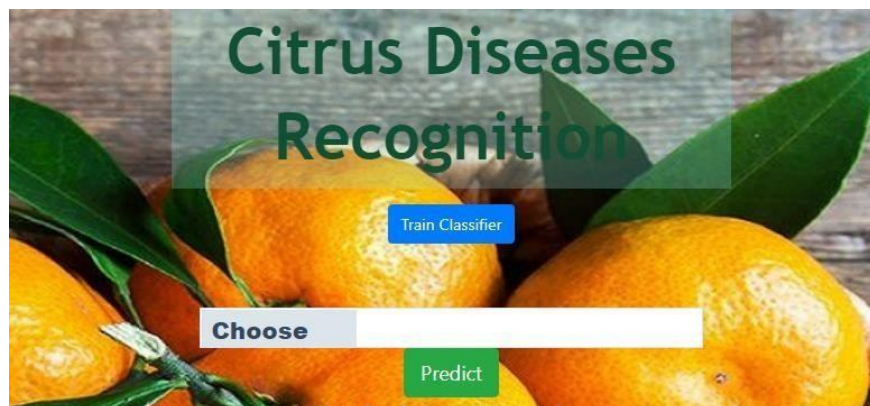 Citrus Diseases
Recognition
Train Classifier
Choose
Predict